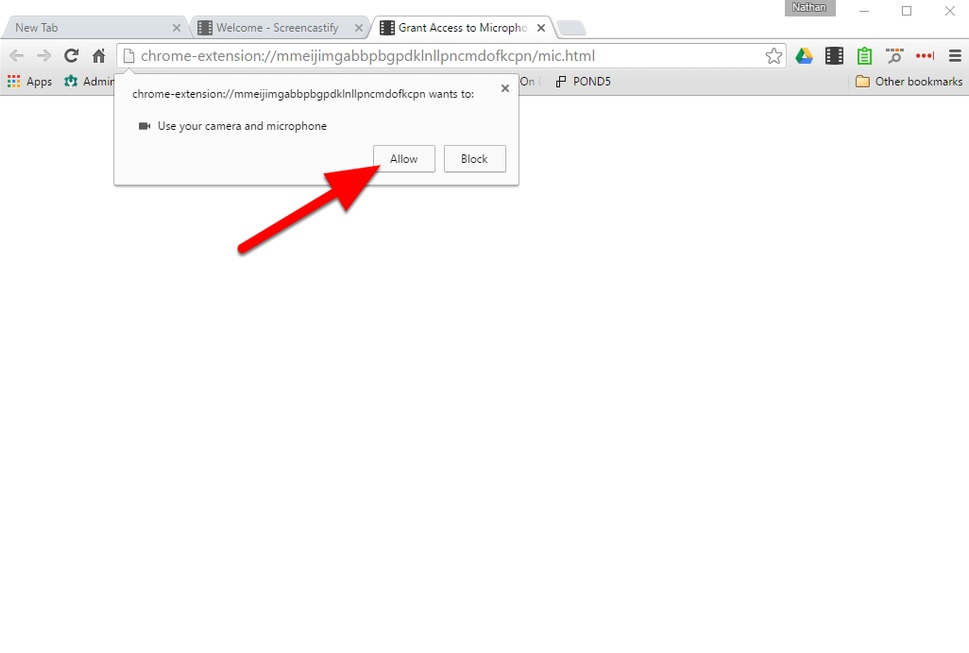 Nathan
New Tab
Welcome - Screencastify
Grant Access to Micropho
chrome-extension://mmeijimgabbpbgpdklnllpncmdofkcpn/mic.html
Apps
Admin
On
POND5
Other bookmarks
chrome-extension://mmeijimgabbpbgpdklnllpncmdofkcpn wants to:
Use your camera and microphone
Allow
Block